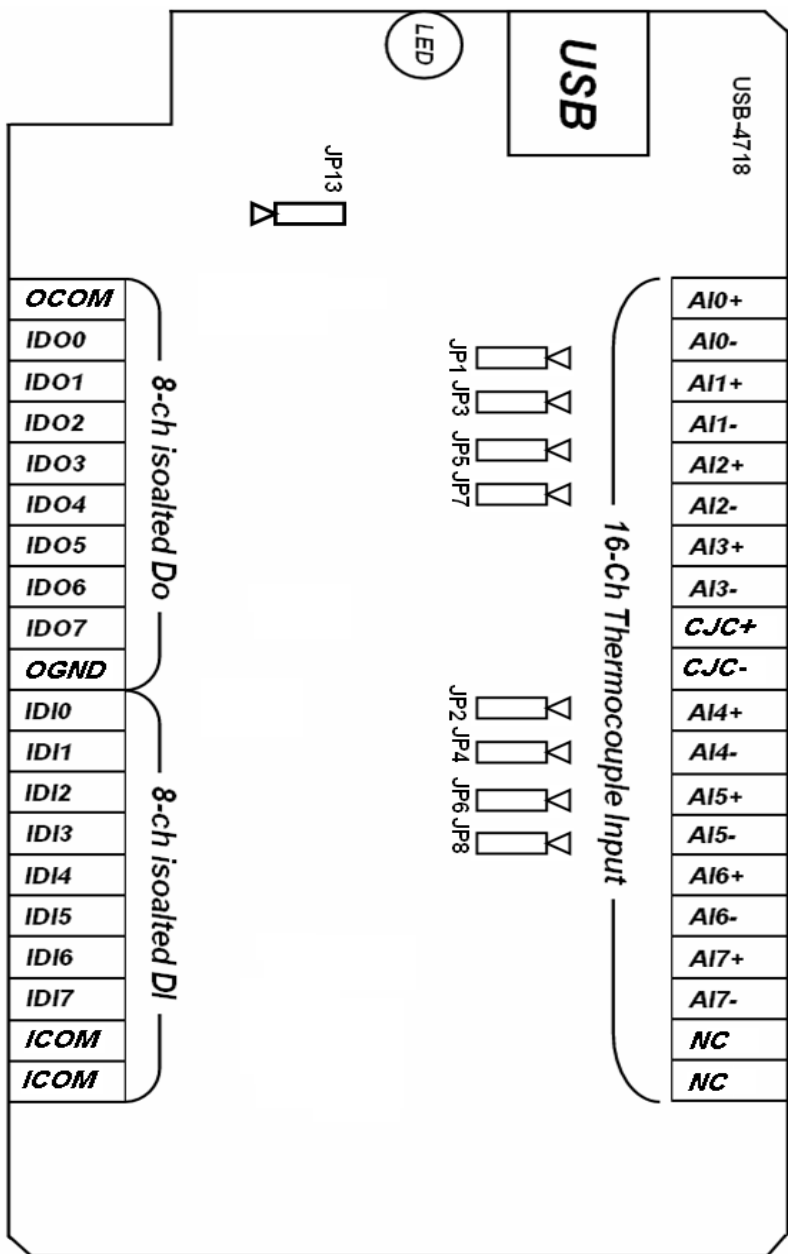 LED
USB
USB-4718
JP13
OCOM
IDO0
IDO1
IDO2
IDO3
IDO4
IDO5
IDO6
IDO7
OGND
IDI0
IDI1
IDI2
IDI3
IDI4
IDI5
IDI6
IDI7
ICOM
ICOM
8-ch isoalted Do
8-ch isoalted DI
JP1
JP3
JP5
JP7
JP2
JP4
JP6
JP8
16-Ch Thermocouple Input
AI0+
AI0-
AI1+
AI1-
AI2+
AI2-
AI3+
AI3-
CJC+
CJC-
AI4+
AI4-
AI5+
AI5-
AI6+
AI6-
AI7+
AI7-
NC
NC